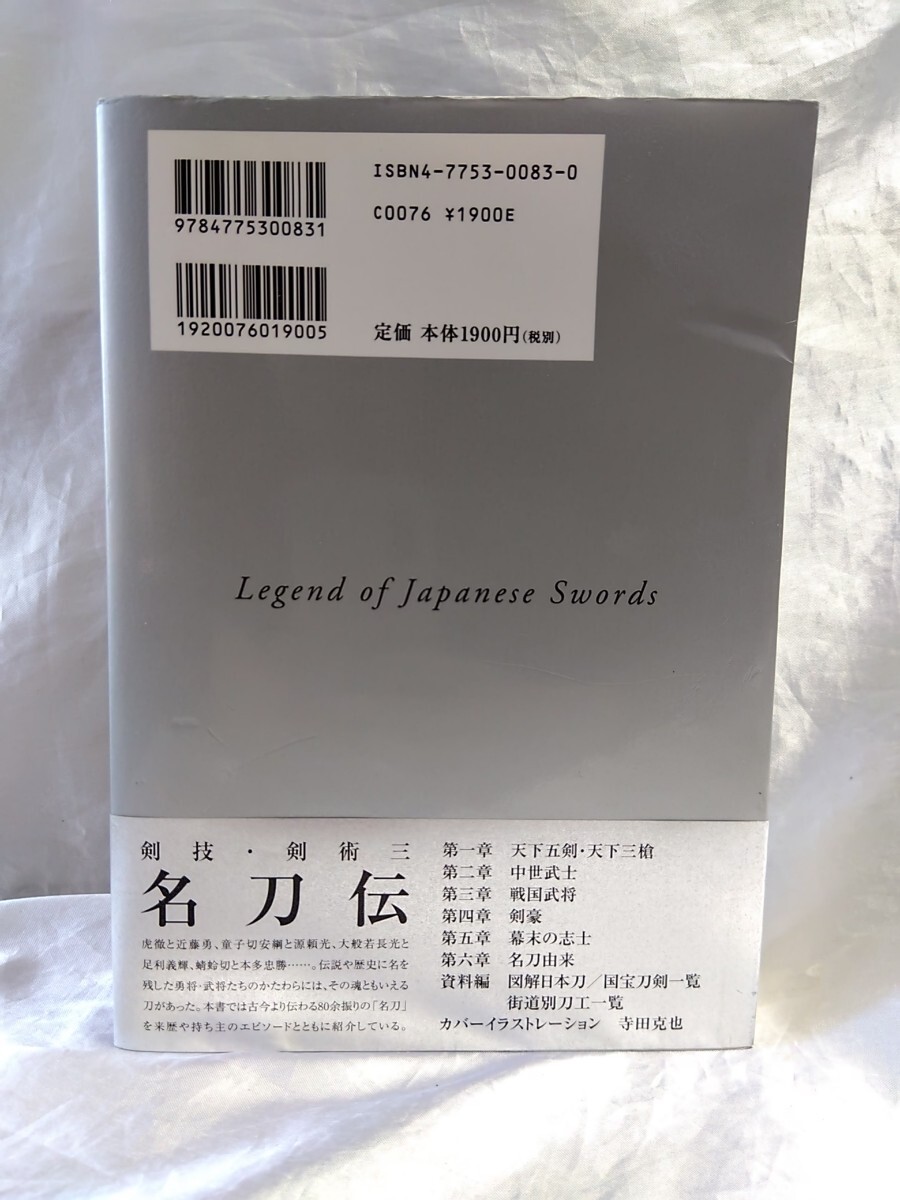 ISBN4-7753-0083-0
9784775300831
C0076 ¥1900E
1920076019005
定価 本体1900円(税別)
Legend of Japanese Swords
剣技・剣術三
名刀伝
虎徹と近藤勇、童子切安綱と源頼光、大般若長光と
足利義輝、蜻蛉切と本多忠勝……。伝説や歴史に名を
残した勇将・武将たちのかたわらには、その魂ともいえる
刀があった。本書では古今より伝わる80余振りの「名刀」
を来歴や持ち主のエピソードとともに紹介している。
第一章 天下五剣・天下三槍
第二章 中世武士
第三章 戦国武将
第四章 剣豪
第五章 幕末の志士
第六章 名刀由来
資料編 図解日本刀／国宝刀剣一覧
街道別刀工一覧
カバーイラストレーション 寺田克也